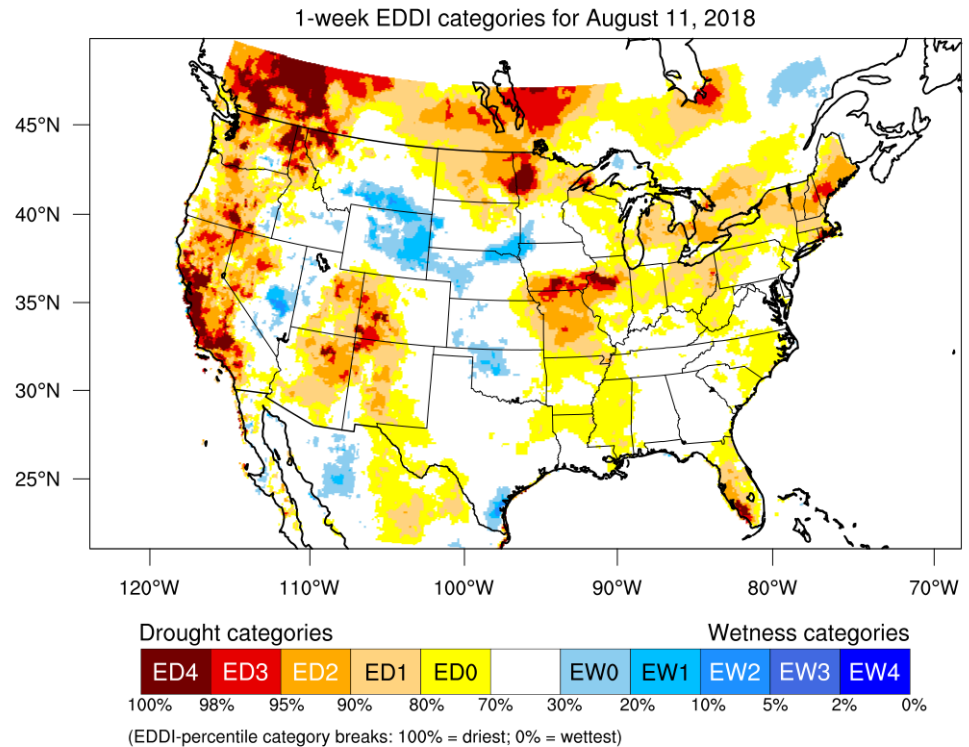 1-week EDDI categories for August 11, 2018
45°N
40°N
35°N
30°N
25°N
120°W 110°W 100°W 90°W 80°W 70°W
Drought categories Wetness categories
ED4 ED3 ED2 ED1 ED0 EW0 EW1 EW2 EW3 EW4
100% 98% 95% 90% 80% 70% 30% 20% 10% 5% 2% 0%
(EDDI-percentile category breaks: 100% = driest; 0% = wettest)